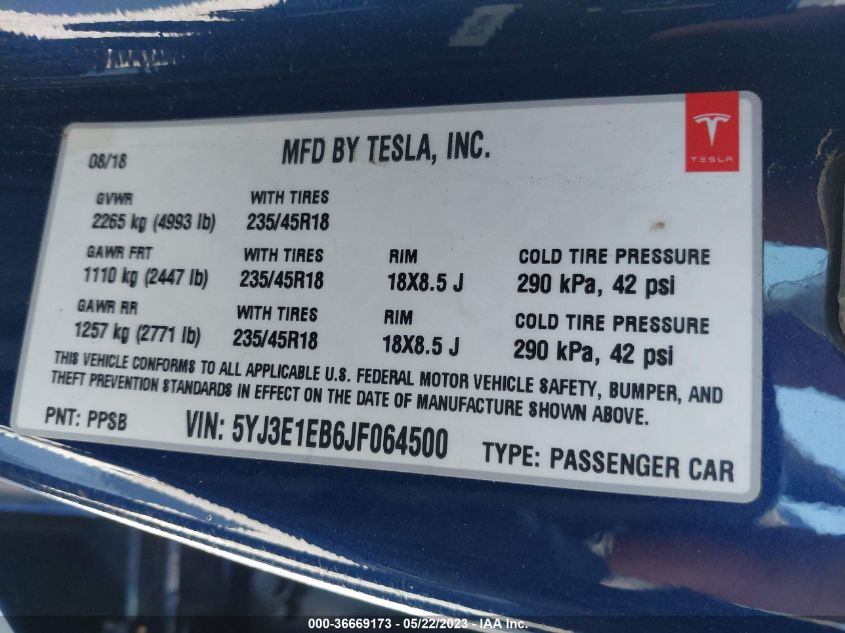 TESLA
08/18 MFD BY TESLA, INC.
GVWR WITH TIRES
2265 kg (4993 lb) 235/45R18
GAWR FRT WITH TIRES RIM COLD TIRE PRESSURE
1110 kg (2447 lb) 235/45R18 18X8.5 J 290 kPa, 42 psi
GAWR RR WITH TIRES RIM COLD TIRE PRESSURE
1257 kg (2771 lb) 235/45R18 18X8.5 J 290 kPa, 42 psi
THIS VEHICLE CONFORMS TO ALL APPLICABLE U.S. FEDERAL MOTOR VEHICLE SAFETY, BUMPER, AND
THEFT PREVENTION STANDARDS IN EFFECT ON THE DATE OF MANUFACTURE SHOWN ABOVE.
PNT: PPSB VIN: 5YJ3E1EB6JF064500 TYPE: PASSENGER CAR
000-36669173 - 05/22/2023 - IAA Inc.